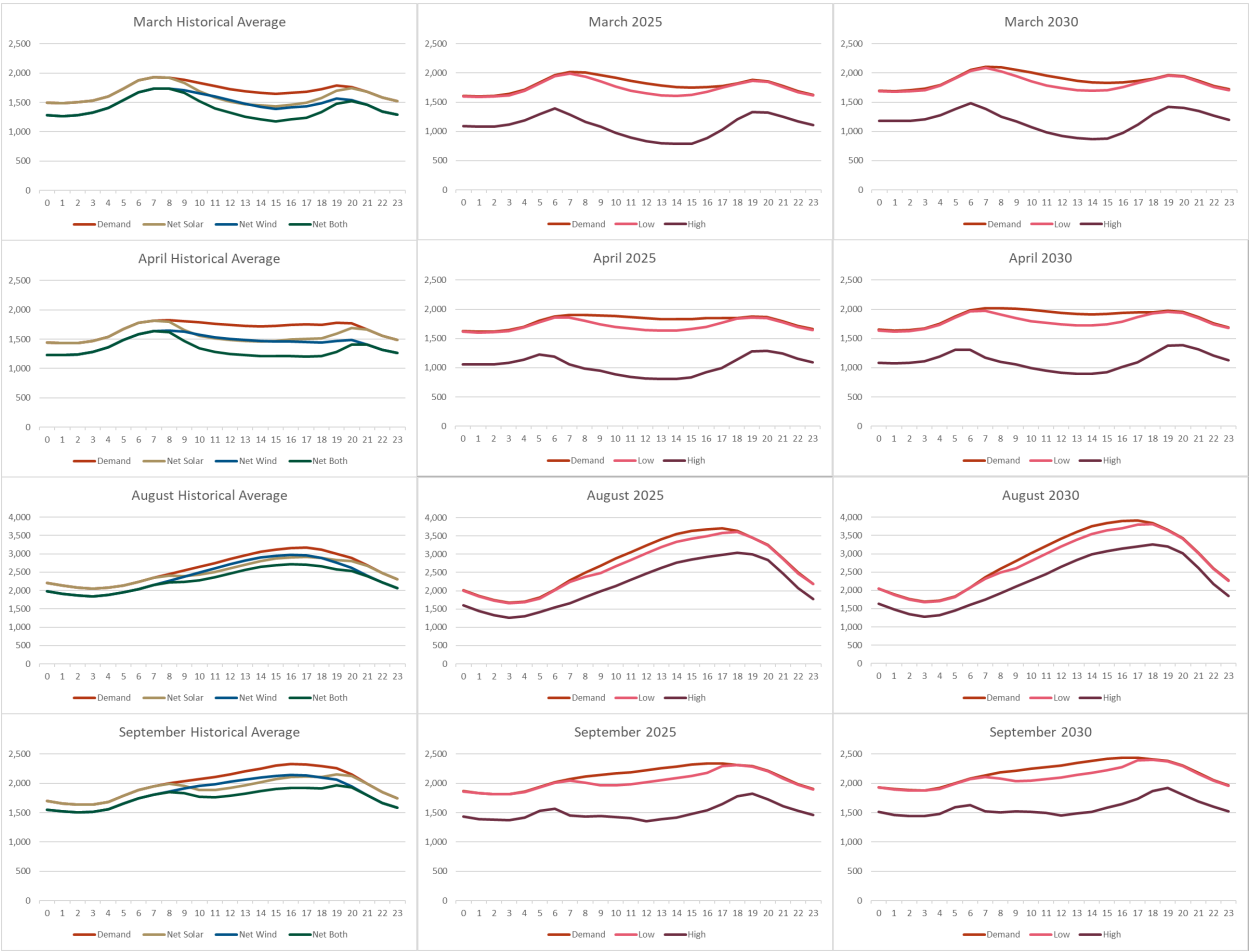 March Historical Average
2,500
2,000
1,500
1,000
500
0
0 1 2 3 4 5 6 7 8 9 10 11 12 13 14 15 16 17 18 19 20 21 22 23
Demand Net Solar Net Wind Net Both
March 2025
2,500
2,000
1,500
1,000
500
0
0 1 2 3 4 5 6 7 8 9 10 11 12 13 14 15 16 17 18 19 20 21 22 23
Demand Low High
March 2030
2,500
2,000
1,500
1,000
500
0
0 1 2 3 4 5 6 7 8 9 10 11 12 13 14 15 16 17 18 19 20 21 22 23
Demand Low High
April Historical Average
2,500
2,000
1,500
1,000
500
0
0 1 2 3 4 5 6 7 8 9 10 11 12 13 14 15 16 17 18 19 20 21 22 23
Demand Net Solar Net Wind Net Both
April 2025
2,500
2,000
1,500
1,000
500
0
0 1 2 3 4 5 6 7 8 9 10 11 12 13 14 15 16 17 18 19 20 21 22 23
Demand Low High
April 2030
2,500
2,000
1,500
1,000
500
0
0 1 2 3 4 5 6 7 8 9 10 11 12 13 14 15 16 17 18 19 20 21 22 23
Demand Low High
August Historical Average
4,000
3,500
3,000
2,500
2,000
1,500
1,000
500
0
0 1 2 3 4 5 6 7 8 9 10 11 12 13 14 15 16 17 18 19 20 21 22 23
Demand Net Solar Net Wind Net Both
August 2025
4,000
3,500
3,000
2,500
2,000
1,500
1,000
500
0
0 1 2 3 4 5 6 7 8 9 10 11 12 13 14 15 16 17 18 19 20 21 22 23
Demand Low High
August 2030
4,000
3,500
3,000
2,500
2,000
1,500
1,000
500
0
0 1 2 3 4 5 6 7 8 9 10 11 12 13 14 15 16 17 18 19 20 21 22 23
Demand Low High
September Historical Average
2,500
2,000
1,500
1,000
500
0
0 1 2 3 4 5 6 7 8 9 10 11 12 13 14 15 16 17 18 19 20 21 22 23
Demand Net Solar Net Wind Net Both
September 2025
2,500
2,000
1,500
1,000
500
0
0 1 2 3 4 5 6 7 8 9 10 11 12 13 14 15 16 17 18 19 20 21 22 23
Demand Low High
September 2030
2,500
2,000
1,500
1,000
500
0
0 1 2 3 4 5 6 7 8 9 10 11 12 13 14 15 16 17 18 19 20 21 22 23
Demand Low High